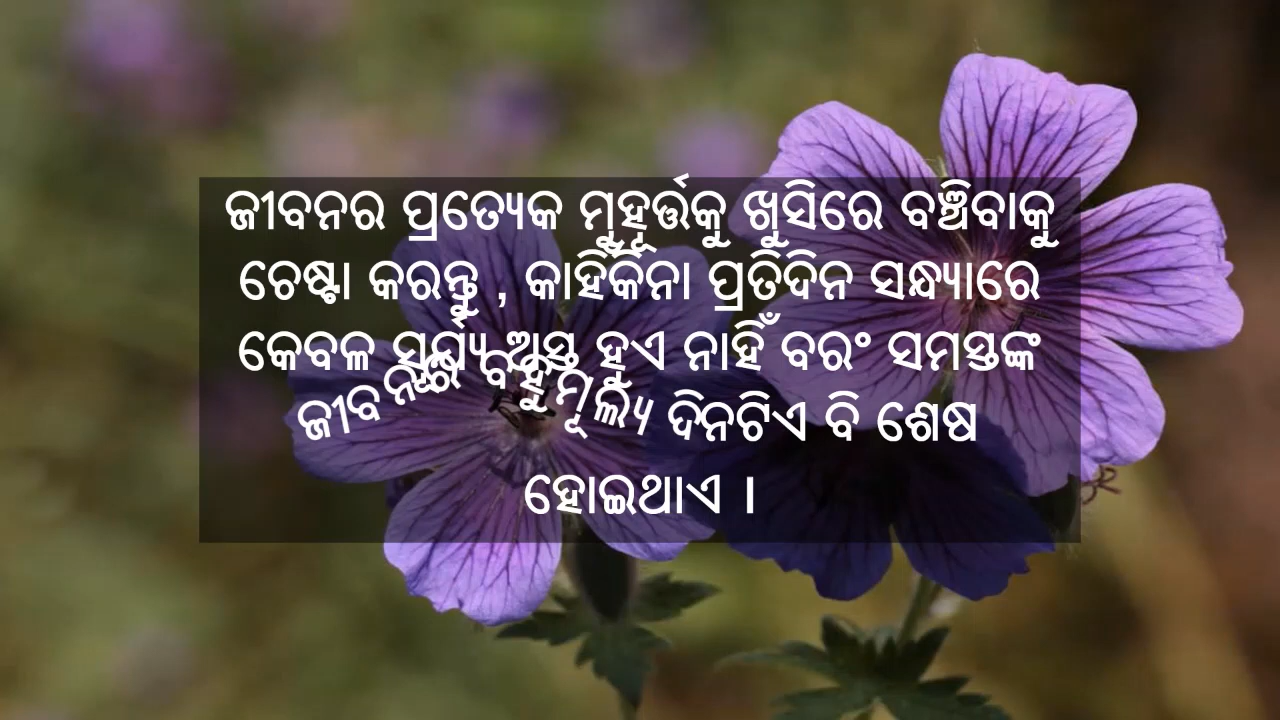 ଜୀବନର ପ୍ରତ୍ୟେକ ମୁହୂର୍ତ୍ତକୁ ଖୁସିରେ ବଞ୍ଚିବାକୁ
ଚେଷ୍ଟା କରନ୍ତୁ , କାହିଁକିନା ପ୍ରତିଦିନ ସନ୍ଧ୍ୟାରେ
କେବଳ ସୂର୍ଯ୍ୟ ଅସ୍ତ ହୁଏ ନାହିଁ ବରଂ ସମସ୍ତଙ୍କ
ଜୀବନର ବହୁମୂଲ୍ୟ ଦିନଟିଏ ବି ଶେଷ
ହୋଇଥାଏ ।